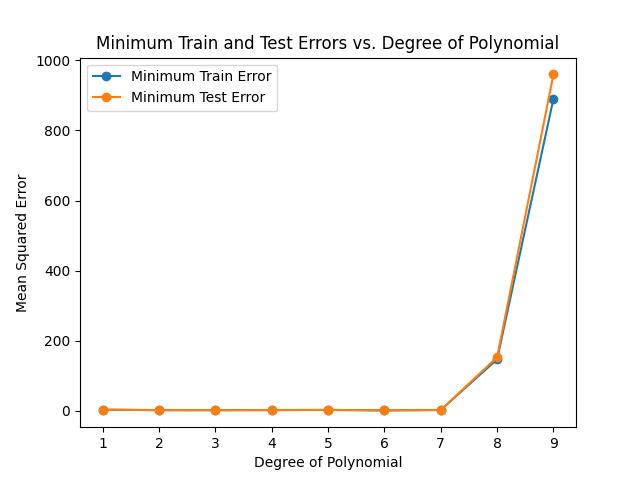 Minimum Train and Test Errors vs. Degree of Polynomial
Minimum Train Error
Minimum Test Error
Mean Squared Error
1000
800
600
400
200
0
1 2 3 4 5 6 7 8 9
Degree of Polynomial